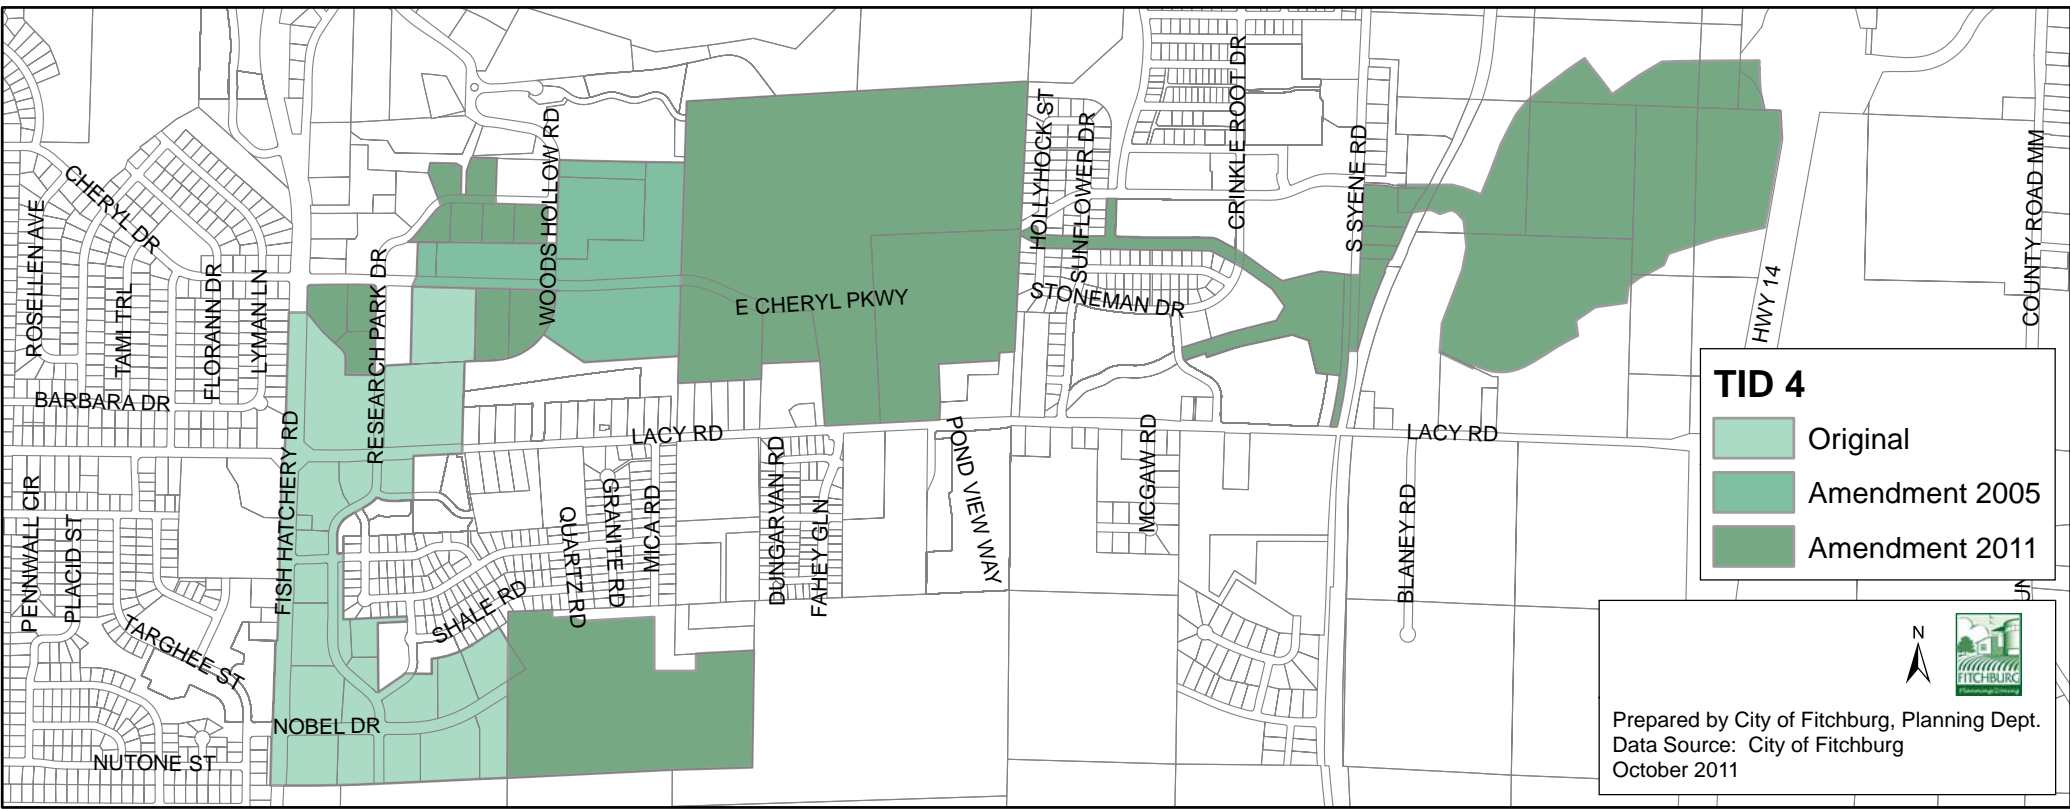 CHERYL DR
ROSELLEN AVE
TAMI TRL
FLORANN DR
LYMAN LN
BARBARA DR
RESEARCH PARK DR
WOODS HOLLOW RD
E CHERYL PKWY
HOLLYHOCK ST
SUNFLOWER DR
STONEMAN DR
CRINKLE ROOT DR
S SYENE RD
HWY 14
COUNTY ROAD MM
FISH HATCHERY RD
LACY RD
LACY RD
PENNWALL CIR
PLACID ST
TARGHEE ST
NUTONE ST
NOBEL DR
SHALE RD
QUARTZ RD
GRANITE RD
MICA RD
DUNGARVAN RD
FAHEY GLN
POND VIEW WAY
MCGAW RD
BLANEY RD
TID 4
Original
Amendment 2005
Amendment 2011
N
FITCHBURG
Planning/Zoning
Prepared by City of Fitchburg, Planning Dept.
Data Source: City of Fitchburg
October 2011